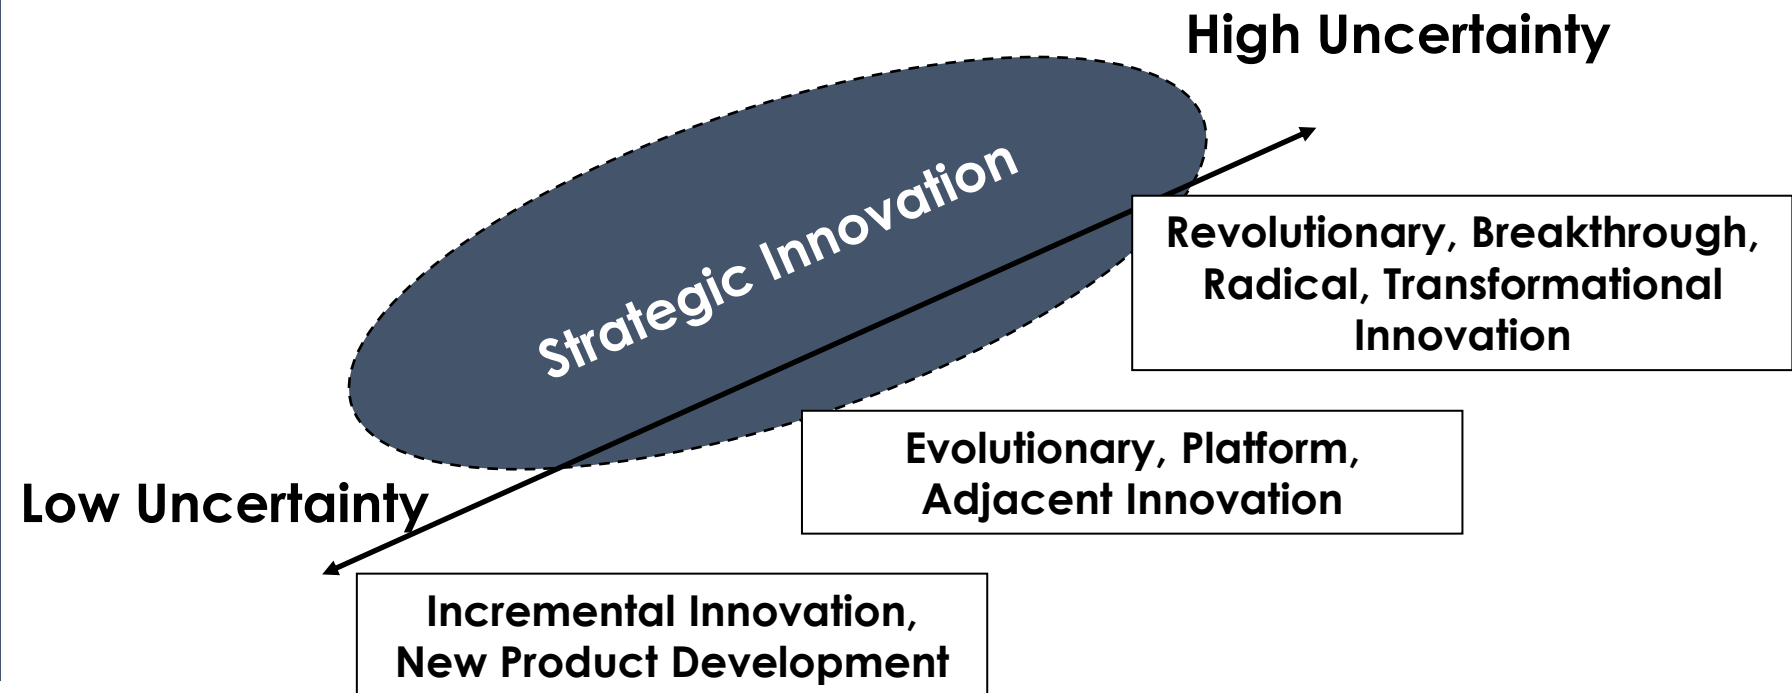 High Uncertainty
Strategic Innovation
Revolutionary, Breakthrough,
Radical, Transformational
Innovation
Evolutionary, Platform,
Adjacent Innovation
Low Uncertainty
Incremental Innovation,
New Product Development